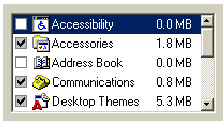 Accessibility 0.0 MB
Accessories 1.8 MB
Address Book 0.0 MB
Communications 0.8 MB
Desktop Themes 5.3 MB